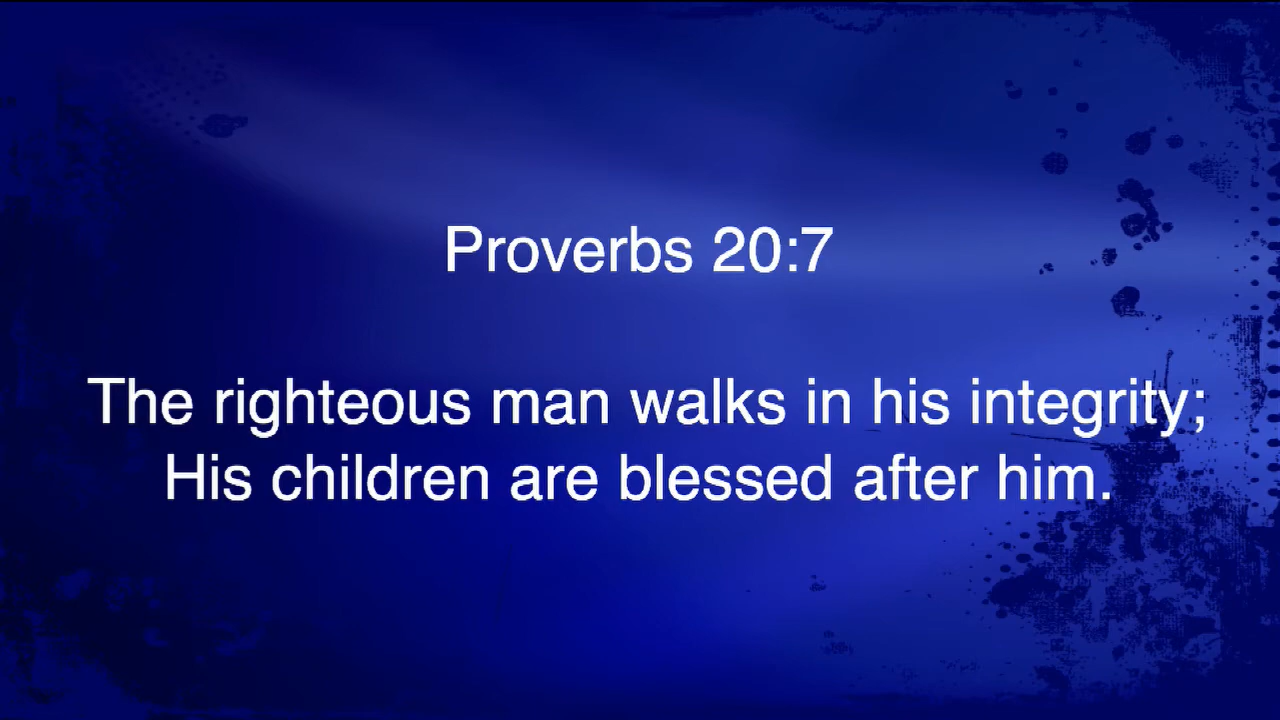 Proverbs 20:7
The righteous man walks in his integrity;
His children are blessed after him.